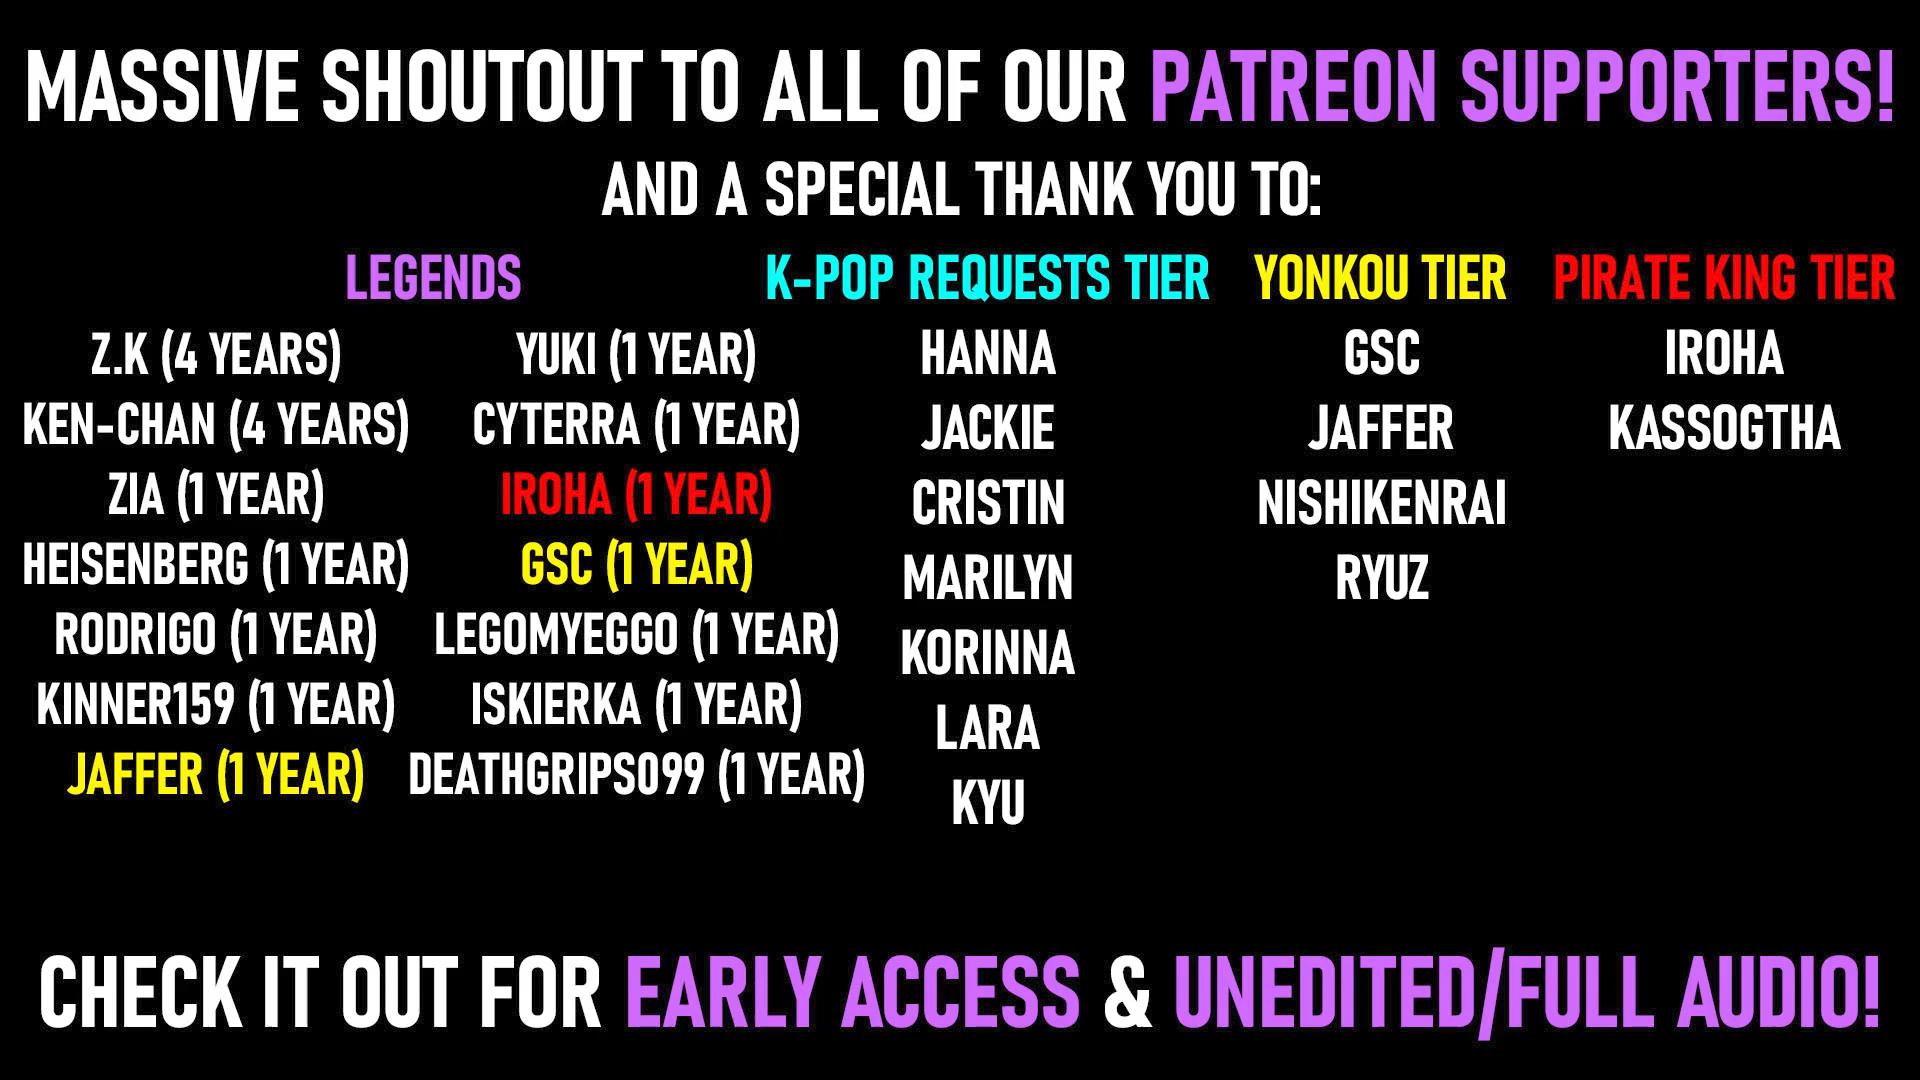 MASSIVE SHOUTOUT TO ALL OF OUR PATREON SUPPORTERS!
AND A SPECIAL THANK YOU TO:
LEGENDS
Z.K (4 YEARS)
KEN-CHAN (4 YEARS)
ZIA (1 YEAR)
HEISENBERG (1 YEAR)
RODRIGO (1 YEAR)
KINNER159 (1 YEAR)
JAFFER (1 YEAR)
YUKI (1 YEAR)
CYTERRA (1 YEAR)
IROHA (1 YEAR)
GSC (1 YEAR)
LEGOMYEGGO (1 YEAR)
ISKIERKA (1 YEAR)
DEATHGRIPS099 (1 YEAR)
K-POP REQUESTS TIER
HANNA
JACKIE
CRISTIN
MARILYN
KORINNA
LARA
KYU
YONKOU TIER
GSC
JAFFER
NISHIKENRAI
RYUZ
PIRATE KING TIER
IROHA
KASSOGTHA
CHECK IT OUT FOR EARLY ACCESS & UNEDITED/FULL AUDIO!